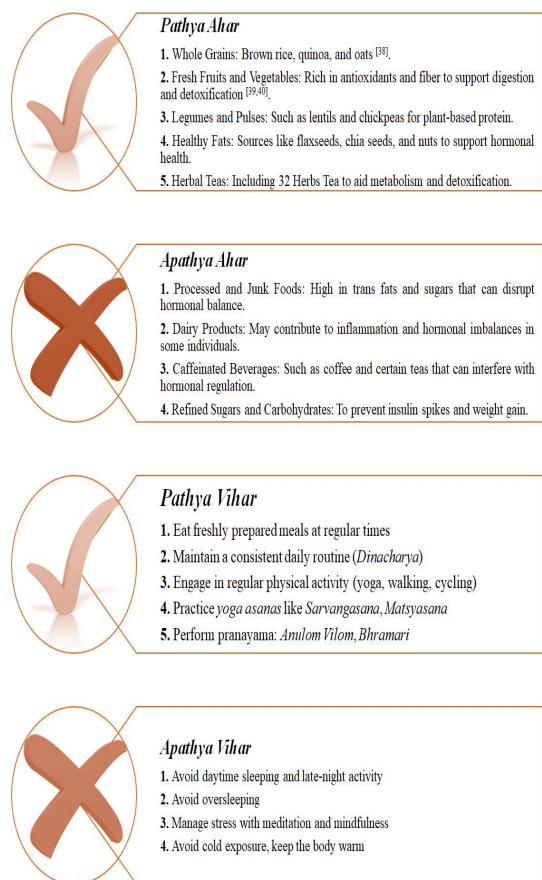 Pathya Ahar
1. Whole Grains: Brown rice, quinoa, and oats [38].
2. Fresh Fruits and Vegetables: Rich in antioxidants and fiber to support digestion
and detoxification [39,40].
3. Legumes and Pulses: Such as lentils and chickpeas for plant-based protein.
4. Healthy Fats: Sources like flaxseeds, chia seeds, and nuts to support hormonal
health.
5. Herbal Teas: Including 32 Herbs Tea to aid metabolism and detoxification.
Apathya Ahar
1. Processed and Junk Foods: High in trans fats and sugars that can disrupt
hormonal balance.
2. Dairy Products: May contribute to inflammation and hormonal imbalances in
some individuals.
3. Caffeinated Beverages: Such as coffee and certain teas that can interfere with
hormonal regulation.
4. Refined Sugars and Carbohydrates: To prevent insulin spikes and weight gain.
Pathya Vihar
1. Eat freshly prepared meals at regular times
2. Maintain a consistent daily routine (Dinacharya)
3. Engage in regular physical activity (yoga, walking, cycling)
4. Practice yoga asanas like Sarvangasana, Matsyasana
5. Perform pranayama: Anulom Vilom, Bhramari
Apathya Vihar
1. Avoid daytime sleeping and late-night activity
2. Avoid oversleeping
3. Manage stress with meditation and mindfulness
4. Avoid cold exposure, keep the body warm